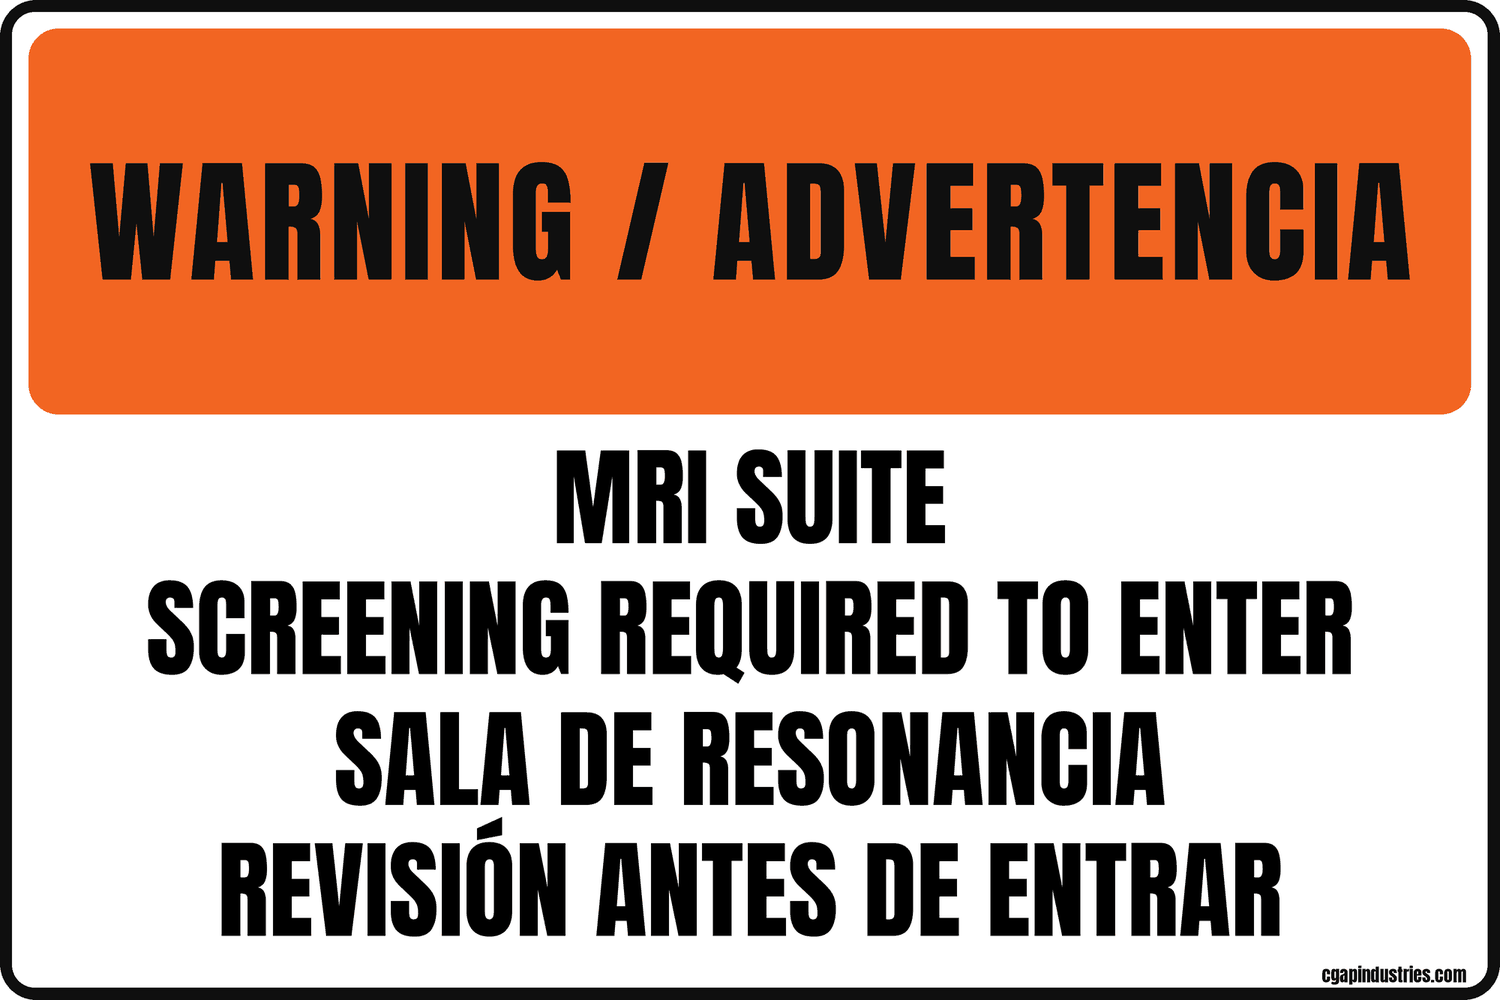 WARNING / ADVERTENCIA
MRI SUITE
SCREENING REQUIRED TO ENTER
SALA DE RESONANCIA
REVISIÓN ANTES DE ENTRAR
cgapindustries.com